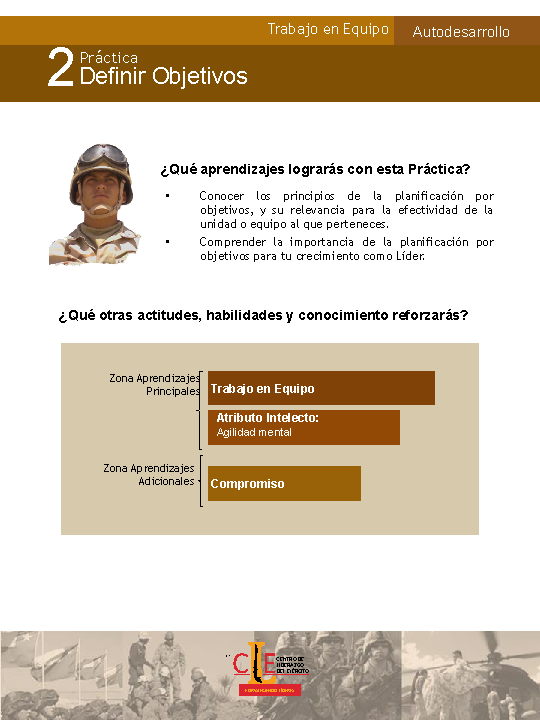 Trabajo en Equipo
Autodesarrollo
2
Práctica
Definir Objetivos
¿Qué aprendizajes lograrás con esta Práctica?
• Conocer los principios de la planificación por
objetivos, y su relevancia para la efectividad de la
unidad o equipo al que perteneces.
• Comprender la importancia de la planificación por
objetivos para tu crecimiento como Líder.
¿Qué otras actitudes, habilidades y conocimiento reforzarás?
Zona Aprendizajes
Principales
Trabajo en Equipo
Atributo Intelecto:
Agilidad mental
Zona Aprendizajes
Adicionales
Compromiso
CLE
CENTRO DE
LIDERAZGO
DEL EJÉRCITO